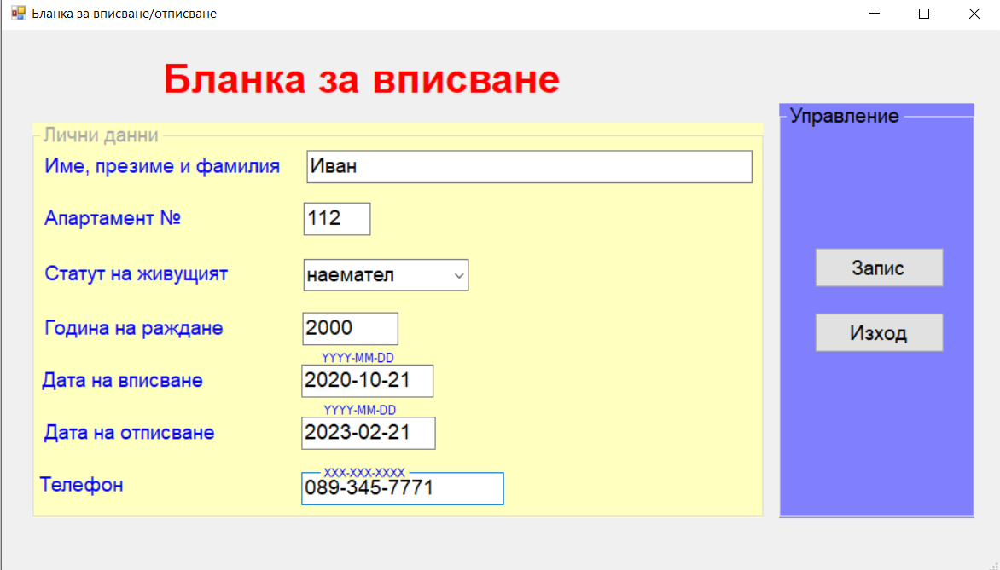 Бланка за вписване/отписване
Бланка за вписване
Лични данни
Име, презиме и фамилия Иван
Апартамент № 112
Статут на живущият наемател
Година на раждане 2000
YYYY-MM-DD
Дата на вписване 2020-10-21
YYYY-MM-DD
Дата на отписване 2023-02-21
XXX-XXX-XXXX
Телефон 089-345-7771
Управление
Запис
Изход